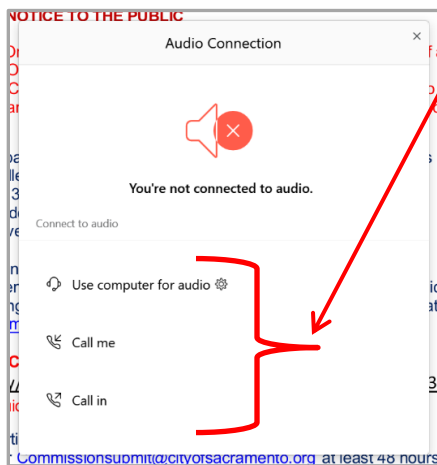 NOTICE TO THE PUBLIC
Audio Connection
You're not connected to audio.
Connect to audio
Use computer for audio
Call me
Call in
Commissionsubmit@cityofsacramento.org at least 48 hours